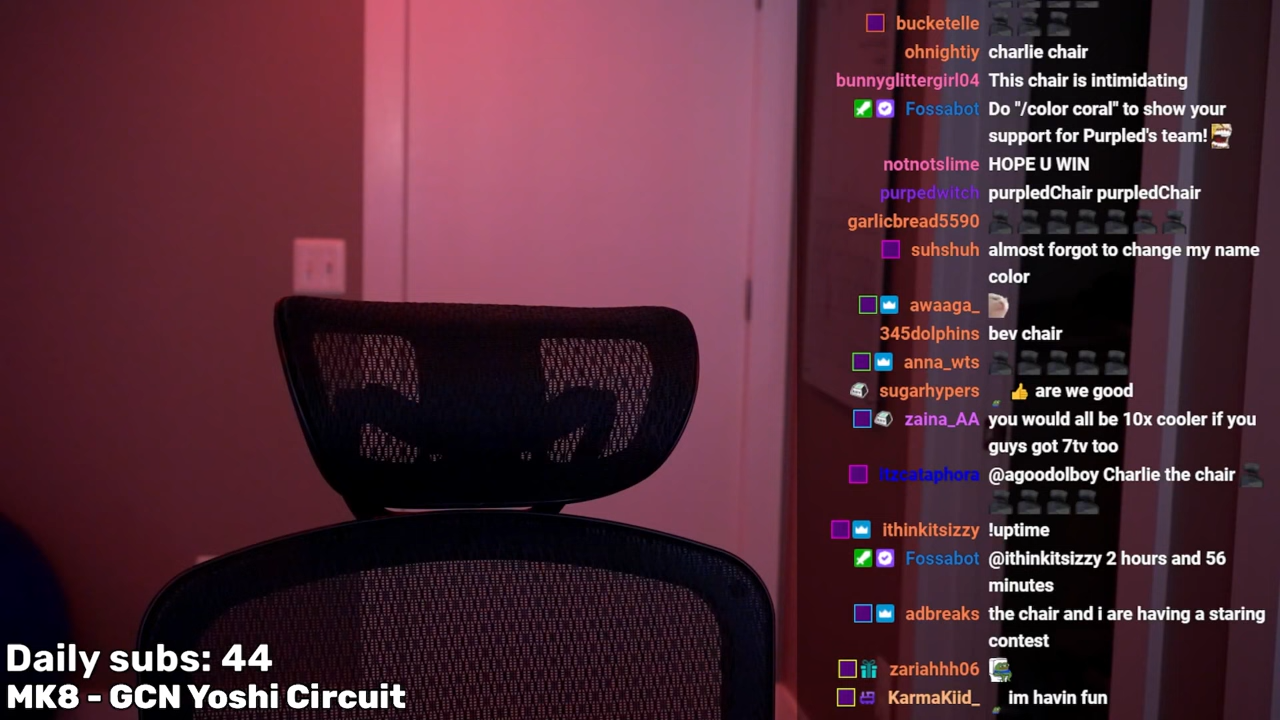 bucketelle
ohnightiy charlie chair
bunnyglittergirl04 This chair is intimidating
Fossabot Do "/color coral" to show your
support for Purpled's team!
notnotslime HOPE U WIN
purpedwitch purpledChair purpledChair
garlicbread5590
suhshuh almost forgot to change my name
color
awaaga_
345dolphins bev chair
anna_wts
sugarhypers are we good
zaina_AA you would all be 10x cooler if you
guys got 7tv too
itzcataphora @agoodolboy Charlie the chair
ithinkitsizzy !uptime
Fossabot @ithinkitsizzy 2 hours and 56
minutes
adbreaks the chair and i are having a staring
contest
zariahhh06
KarmaKiid_ im havin fun
Daily subs: 44
MK8 - GCN Yoshi Circuit